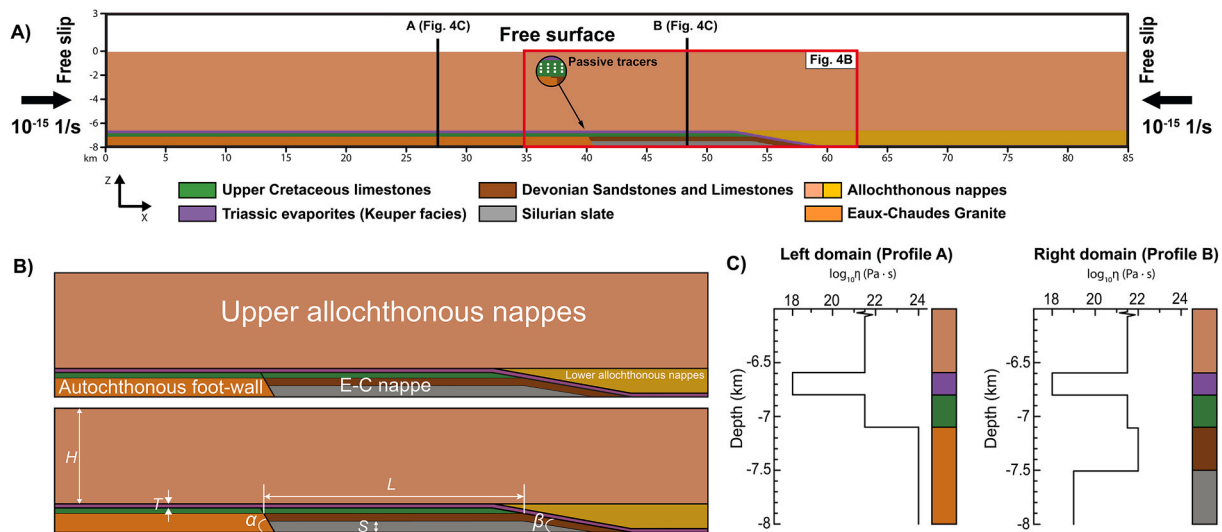 A)
3
0
-2
-4
-6
-8
km
Free slip
10-15 1/s
A (Fig. 4C)
Free surface
B (Fig. 4C)
Passive tracers
Fig. 4B
Free slip
10-15 1/s
0 5 10 15 20 25 30 35 40 45 50 55 60 65 70 75 80 85
Z
X
Upper Cretaceous limestones
Devonian Sandstones and Limestones
Allochthonous nappes
Triassic evaporites (Keuper facies)
Silurian slate
Eaux-Chaudes Granite
B)
Upper allochthonous nappes
Autochthonous foot-wall
E-C nappe
Lower allochthonous nappes
H
T
L
α
S
β
C)
Left domain (Profile A)
log10η (Pa · s)
18 20 22 24
Depth (km)
-6.5
-7
-7.5
-8
Right domain (Profile B)
log10η (Pa · s)
18 20 22 24
Depth (km)
-6.5
-7
-7.5
-8